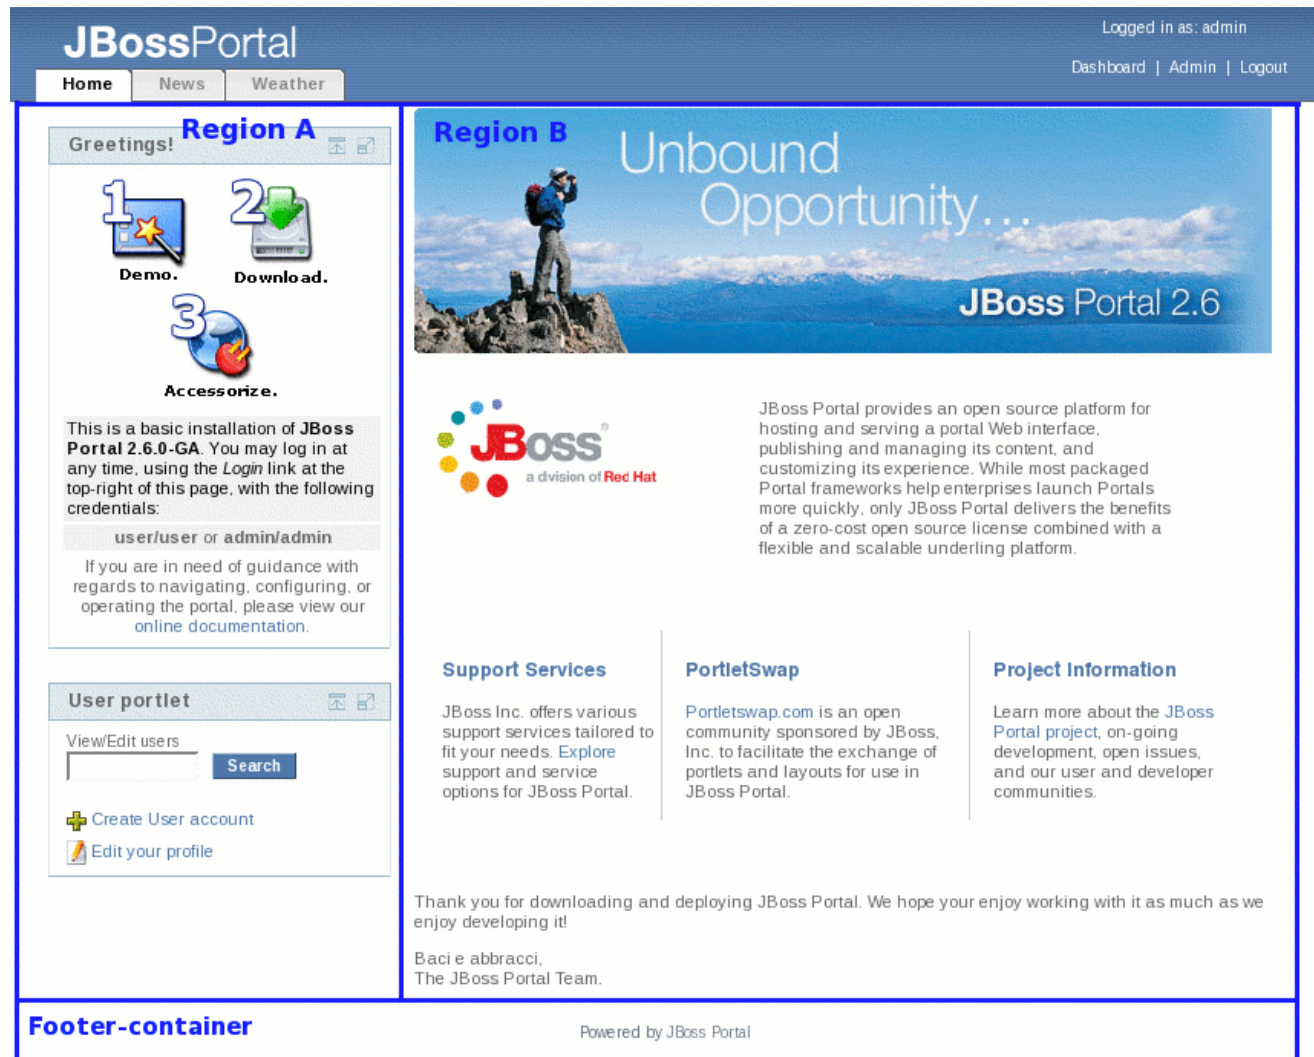 JBossPortal
Logged in as: admin
Dashboard | Admin | Logout
Home News Weather
Region A
Greetings!
1
Demo.
2
Download.
3
Accessorize.
This is a basic installation of JBoss
Portal 2.6.0-GA. You may log in at
any time, using the Login link at the
top-right of this page, with the following
credentials:
user/user or admin/admin
If you are in need of guidance with
regards to navigating, configuring, or
operating the portal, please view our
online documentation.
User portlet
View/Edit users
Search
Create User account
Edit your profile
Region B
Unbound
Opportunity...
JBoss Portal 2.6
JBoss®
a division of Red Hat
JBoss Portal provides an open source platform for
hosting and serving a portal Web interface,
publishing and managing its content, and
customizing its experience. While most packaged
Portal frameworks help enterprises launch Portals
more quickly, only JBoss Portal delivers the benefits
of a zero-cost open source license combined with a
flexible and scalable underling platform.
Support Services
JBoss Inc. offers various
support services tailored to
fit your needs. Explore
support and service
options for JBoss Portal.
PortletSwap
Portletswap.com is an open
community sponsored by JBoss,
Inc. to facilitate the exchange of
portlets and layouts for use in
JBoss Portal.
Project Information
Learn more about the JBoss
Portal project, on-going
development, open issues,
and our user and developer
communities.
Thank you for downloading and deploying JBoss Portal. We hope your enjoy working with it as much as we
enjoy developing it!
Baci e abbracci,
The JBoss Portal Team.
Footer-container
Powered by JBoss Portal